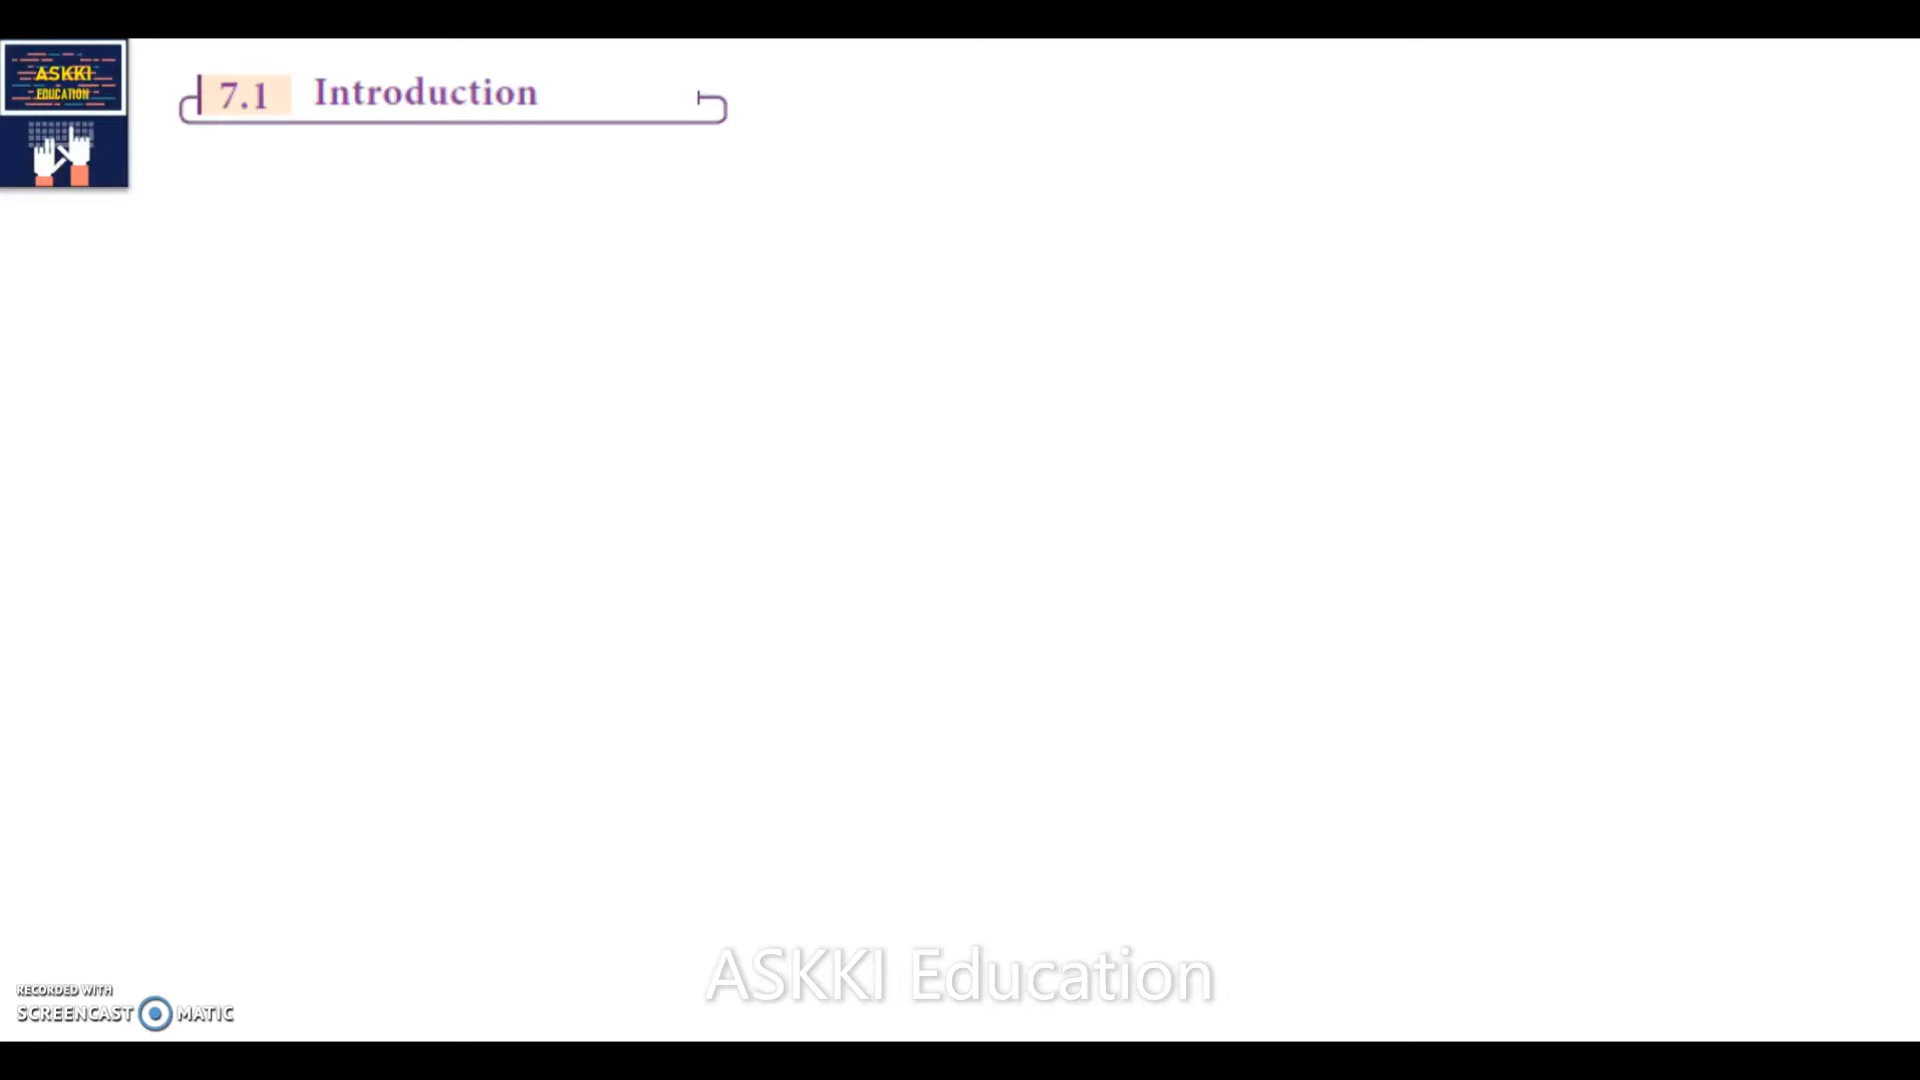 ASKKI
EDUCATION
7.1 Introduction
ASKKI Education
RECORDED WITH
SCREENCAST MATIC